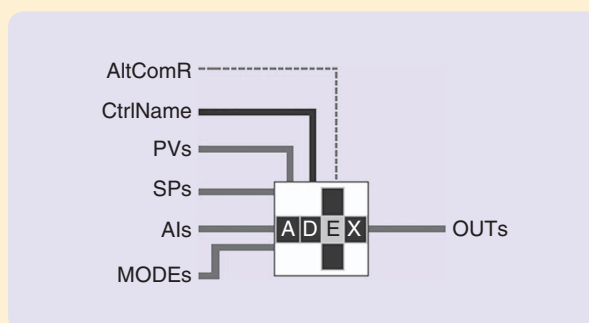 AltComR
CtrlName
PVs
SPs
AIs
MODEs
ADEX
OUTs